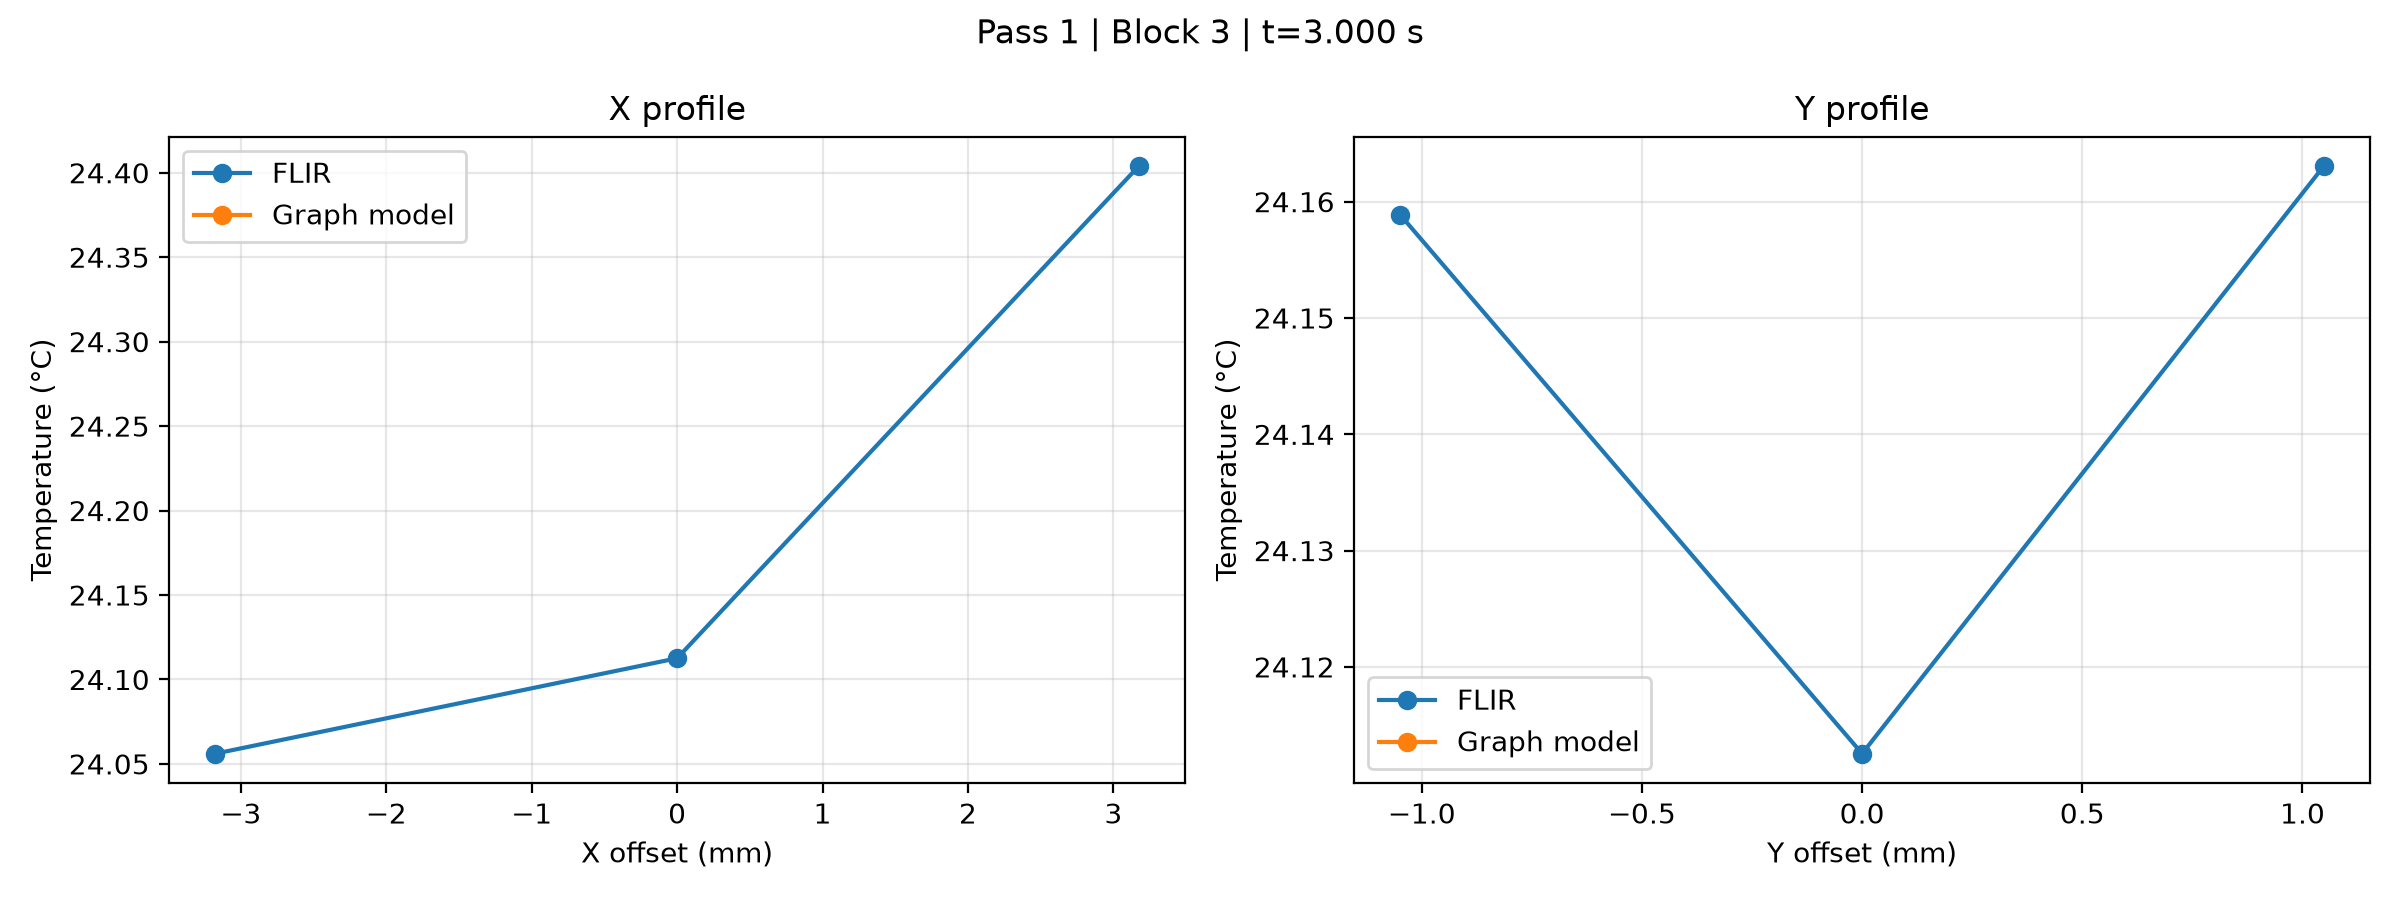 Pass 1 | Block 3 | t=3.000 s
X profile
FLIR
Graph model
24.40
24.35
24.30
24.25
24.20
24.15
24.10
24.05
Temperature (°C)
−3 −2 −1 0 1 2 3
X offset (mm)
Y profile
24.16
24.15
24.14
24.13
24.12
Temperature (°C)
FLIR
Graph model
−1.0 −0.5 0.0 0.5 1.0
Y offset (mm)